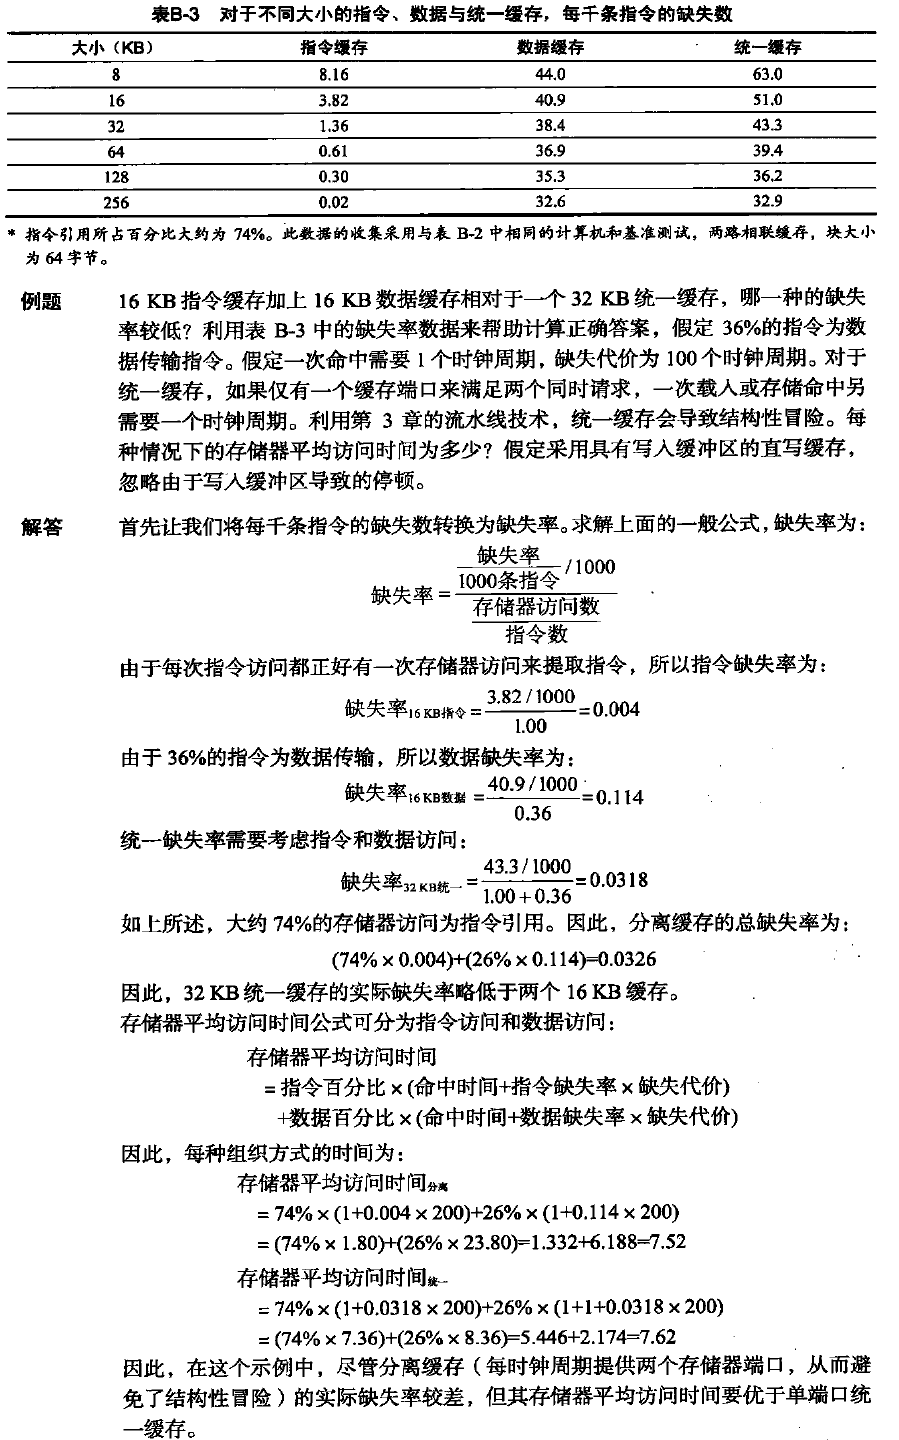 表B-3 对于不同大小的指令、数据与统一缓存，每千条指令的缺失数
大小（KB） 指令缓存 数据缓存 统一缓存
8 8.16 44.0 63.0
16 3.82 40.9 51.0
32 1.36 38.4 43.3
64 0.61 36.9 39.4
128 0.30 35.3 36.2
256 0.02 32.6 32.9
* 指令引用所占百分比大约为 74%。此数据的收集采用与表 B-2 中相同的计算机和基准测试，两路相联缓存，块大小
为 64 字节。
例题 16 KB 指令缓存加上 16 KB 数据缓存相对于一个 32 KB 统一缓存，哪一种的缺失
率较低？利用表 B-3 中的缺失率数据来帮助计算正确答案，假定 36%的指令为数
据传输指令。假定一次命中需要 1 个时钟周期，缺失代价为 100 个时钟周期。对于
统一缓存，如果仅有一个缓存端口来满足两个同时请求，一次载入或存储命中另
需要一个时钟周期。利用第 3 章的流水线技术，统一缓存会导致结构性冒险。每
种情况下的存储器平均访问时间为多少？假定采用具有写入缓冲区的直写缓存，
忽略由于写入缓冲区导致的停顿。
解答 首先让我们将每千条指令的缺失数转换为缺失率。求解上面的一般公式，缺失率为：
缺失率
1000条指令 /1000
缺失率 =
存储器访问数
指令数
由于每次指令访问都正好有一次存储器访问来提取指令，所以指令缺失率为：
缺失率16 KB指令 = 3.82 / 1000 = 0.004
1.00
由于 36%的指令为数据传输，所以数据缺失率为：
缺失率16 KB数据 = 40.9 / 1000 = 0.114
0.36
统一缺失率需要考虑指令和数据访问：
缺失率32 KB统一 = 43.3 / 1000 = 0.0318
1.00 + 0.36
如上所述，大约 74%的存储器访问为指令引用。因此，分离缓存的总缺失率为：
(74% × 0.004)+(26% × 0.114)=0.0326
因此，32 KB 统一缓存的实际缺失率略低于两个 16 KB 缓存。
存储器平均访问时间公式可分为指令访问和数据访问：
存储器平均访问时间
= 指令百分比 × (命中时间+指令缺失率 × 缺失代价)
+数据百分比 × (命中时间+数据缺失率 × 缺失代价)
因此，每种组织方式的时间为：
存储器平均访问时间分离
= 74% × (1+0.004 × 200)+26% × (1+0.114 × 200)
= (74% × 1.80)+(26% × 23.80)=1.332+6.188=7.52
存储器平均访问时间统一
= 74% × (1+0.0318 × 200)+26% × (1+1+0.0318 × 200)
= (74% × 7.36)+(26% × 8.36)=5.446+2.174=7.62
因此，在这个示例中，尽管分离缓存（每时钟周期提供两个存储器端口，从而避
免了结构性冒险）的实际缺失率较差，但其存储器平均访问时间要优于单端口统
一缓存。